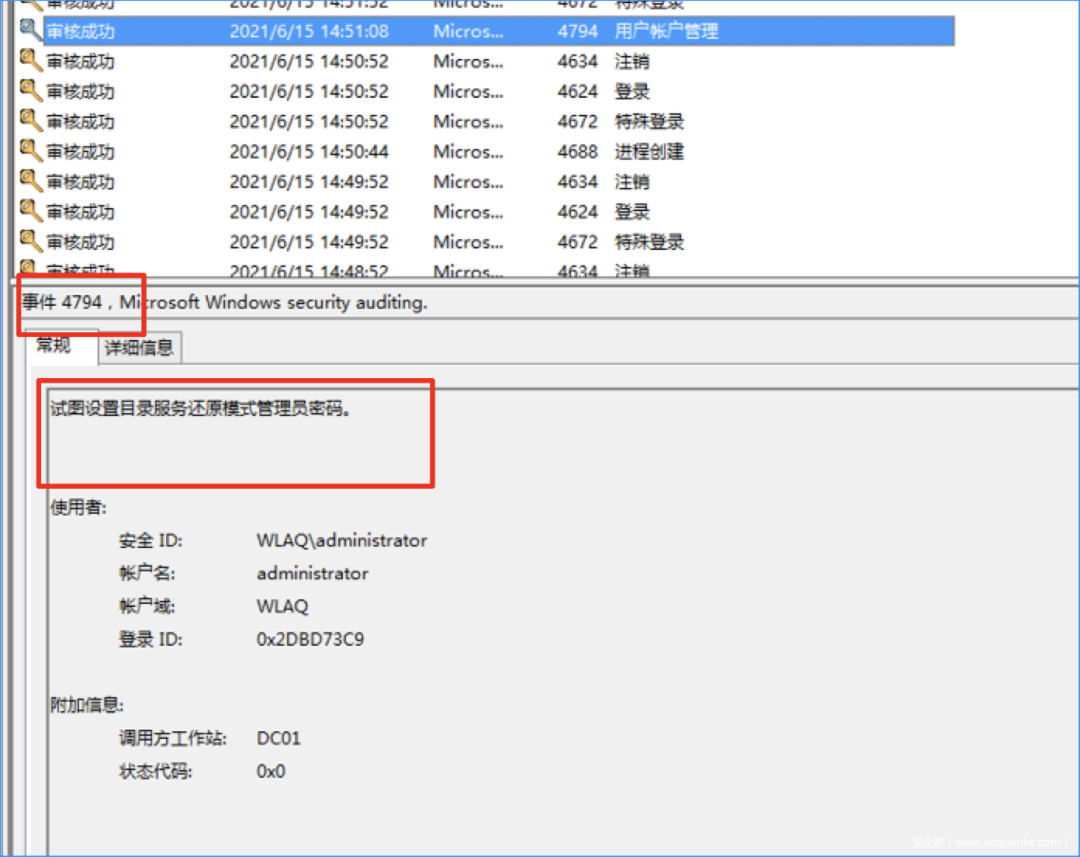 审核成功 2021/6/15 14:51:52 Micros... 4672 特殊登录
审核成功 2021/6/15 14:51:08 Micros... 4794 用户帐户管理
审核成功 2021/6/15 14:50:52 Micros... 4634 注销
审核成功 2021/6/15 14:50:52 Micros... 4624 登录
审核成功 2021/6/15 14:50:52 Micros... 4672 特殊登录
审核成功 2021/6/15 14:50:44 Micros... 4688 进程创建
审核成功 2021/6/15 14:49:52 Micros... 4634 注销
审核成功 2021/6/15 14:49:52 Micros... 4624 登录
审核成功 2021/6/15 14:49:52 Micros... 4672 特殊登录
审核成功 2021/6/15 14:48:52 Micros... 4634 注销
事件 4794，Microsoft Windows security auditing.
常规 详细信息
试图设置目录服务还原模式管理员密码。
使用者:
安全 ID: WLAQ\administrator
帐户名: administrator
帐户域: WLAQ
登录 ID: 0x2DBD73C9
附加信息:
调用方工作站: DC01
状态代码: 0x0
安全客（www.anquanke.com）